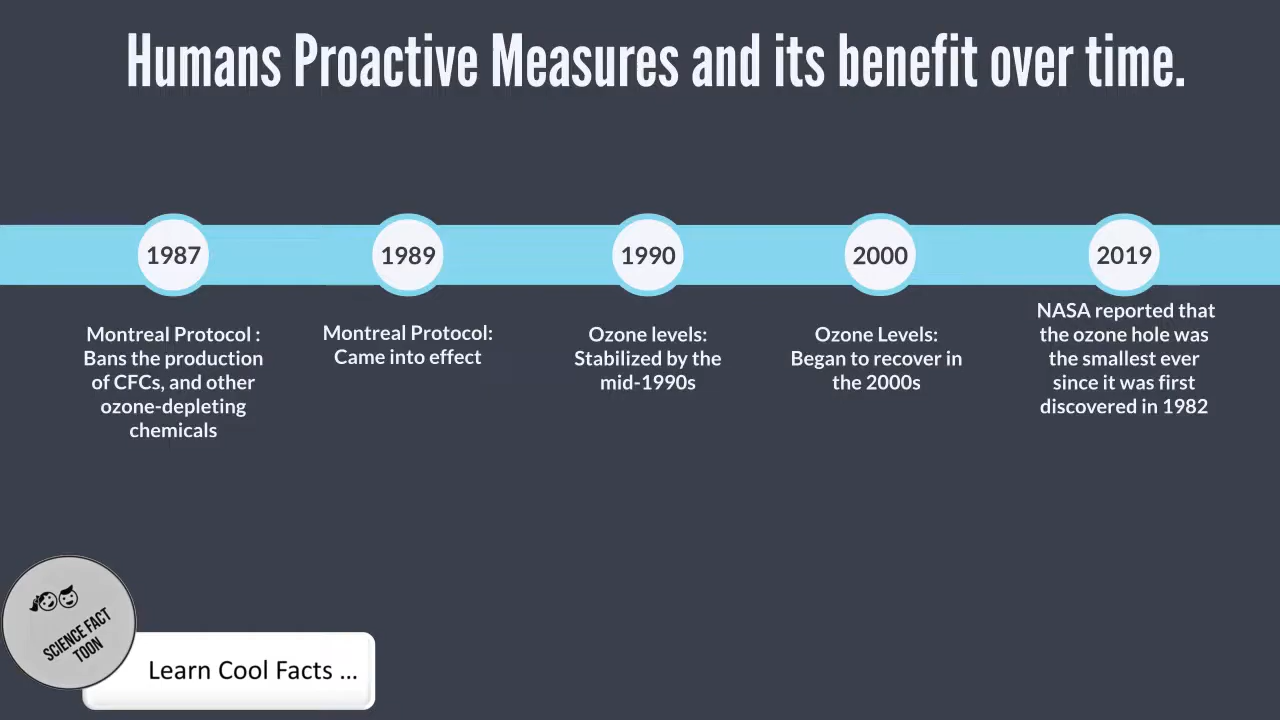 Humans Proactive Measures and its benefit over time.
1987
1989
1990
2000
2019
Montreal Protocol :
Bans the production
of CFCs, and other
ozone-depleting
chemicals
Montreal Protocol:
Came into effect
Ozone levels:
Stabilized by the
mid-1990s
Ozone Levels:
Began to recover in
the 2000s
NASA reported that
the ozone hole was
the smallest ever
since it was first
discovered in 1982
SCIENCE FACT
TOON
Learn Cool Facts ...